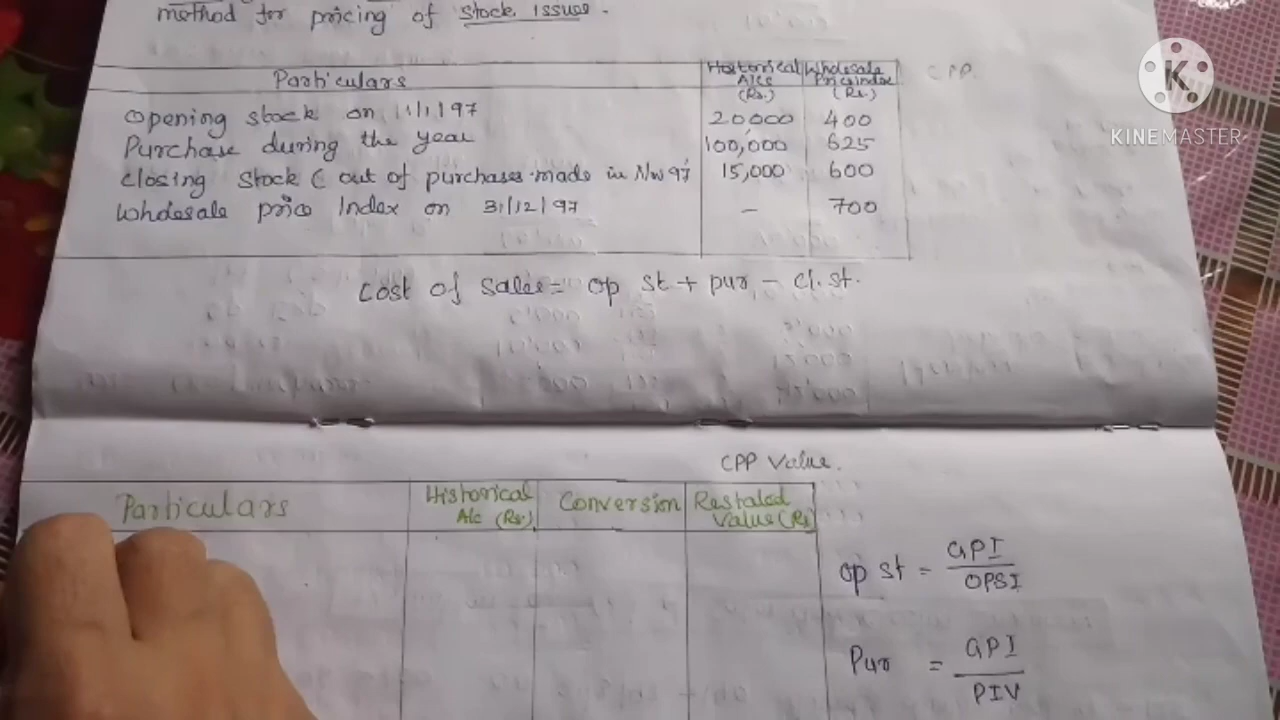 method for pricing of stock issues.
Particulars Historical A/c (Rs.) Wholesale Price index (Rs.)
CPP
Opening stock on 1/1/97 20000 400
Purchase during the year 100,000 625
closing stock ( out of purchases made in Nov 97 15,000 600
Wholesale price Index on 31/12/97 - 700
Cost of sales = op st + pur - cl. st.
CPP Value.
Particulars Historical A/c (Rs.) Conversion Restated Value (Rs)
op st = GPI / OPSI
Pur = GPI / PIV
K
KINEMASTER